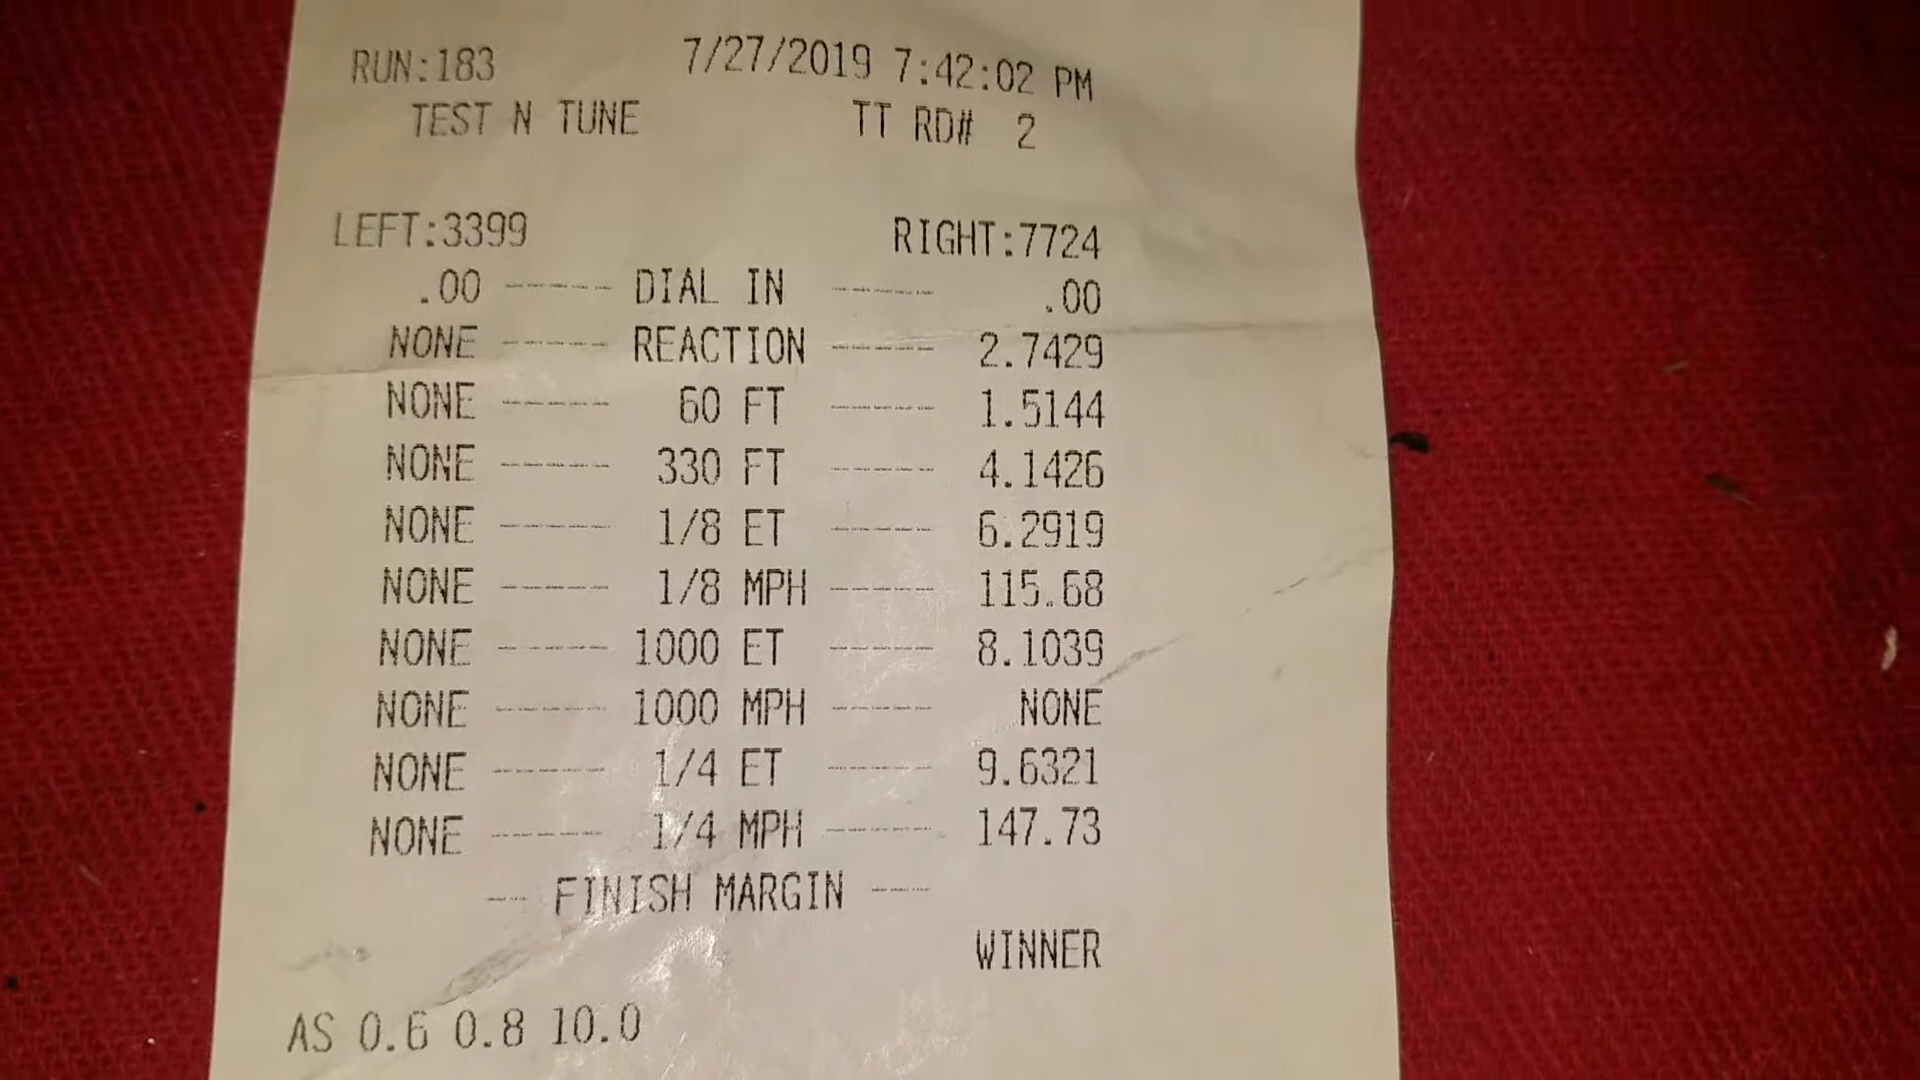 RUN:183 7/27/2019 7:42:02 PM
TEST N TUNE TT RD# 2
LEFT:3399 RIGHT:7724
.00 ----- DIAL IN ----- .00
NONE ----- REACTION ----- 2.7429
NONE ----- 60 FT ----- 1.5144
NONE ----- 330 FT ----- 4.1426
NONE ----- 1/8 ET ----- 6.2919
NONE ----- 1/8 MPH ----- 115.68
NONE ----- 1000 ET ----- 8.1039
NONE ----- 1000 MPH ----- NONE
NONE ----- 1/4 ET ----- 9.6321
NONE ----- 1/4 MPH ----- 147.73
-- FINISH MARGIN ---
WINNER
AS 0.6 0.8 10.0